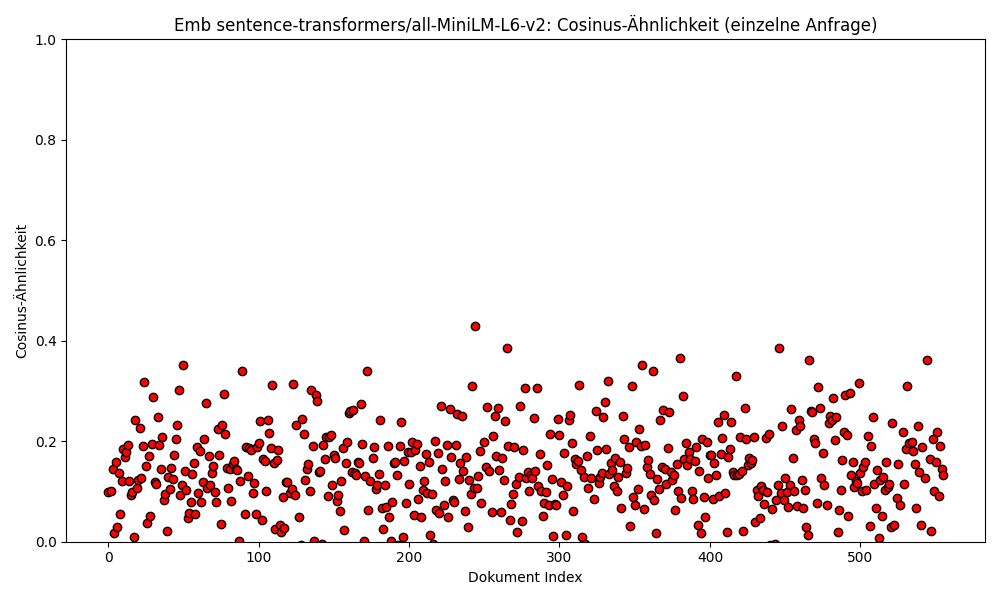 Emb sentence-transformers/all-MiniLM-L6-v2: Cosinus-Ähnlichkeit (einzelne Anfrage)
1.0
0.8
0.6
0.4
0.2
0.0
Cosinus-Ähnlichkeit
0 100 200 300 400 500
Dokument Index